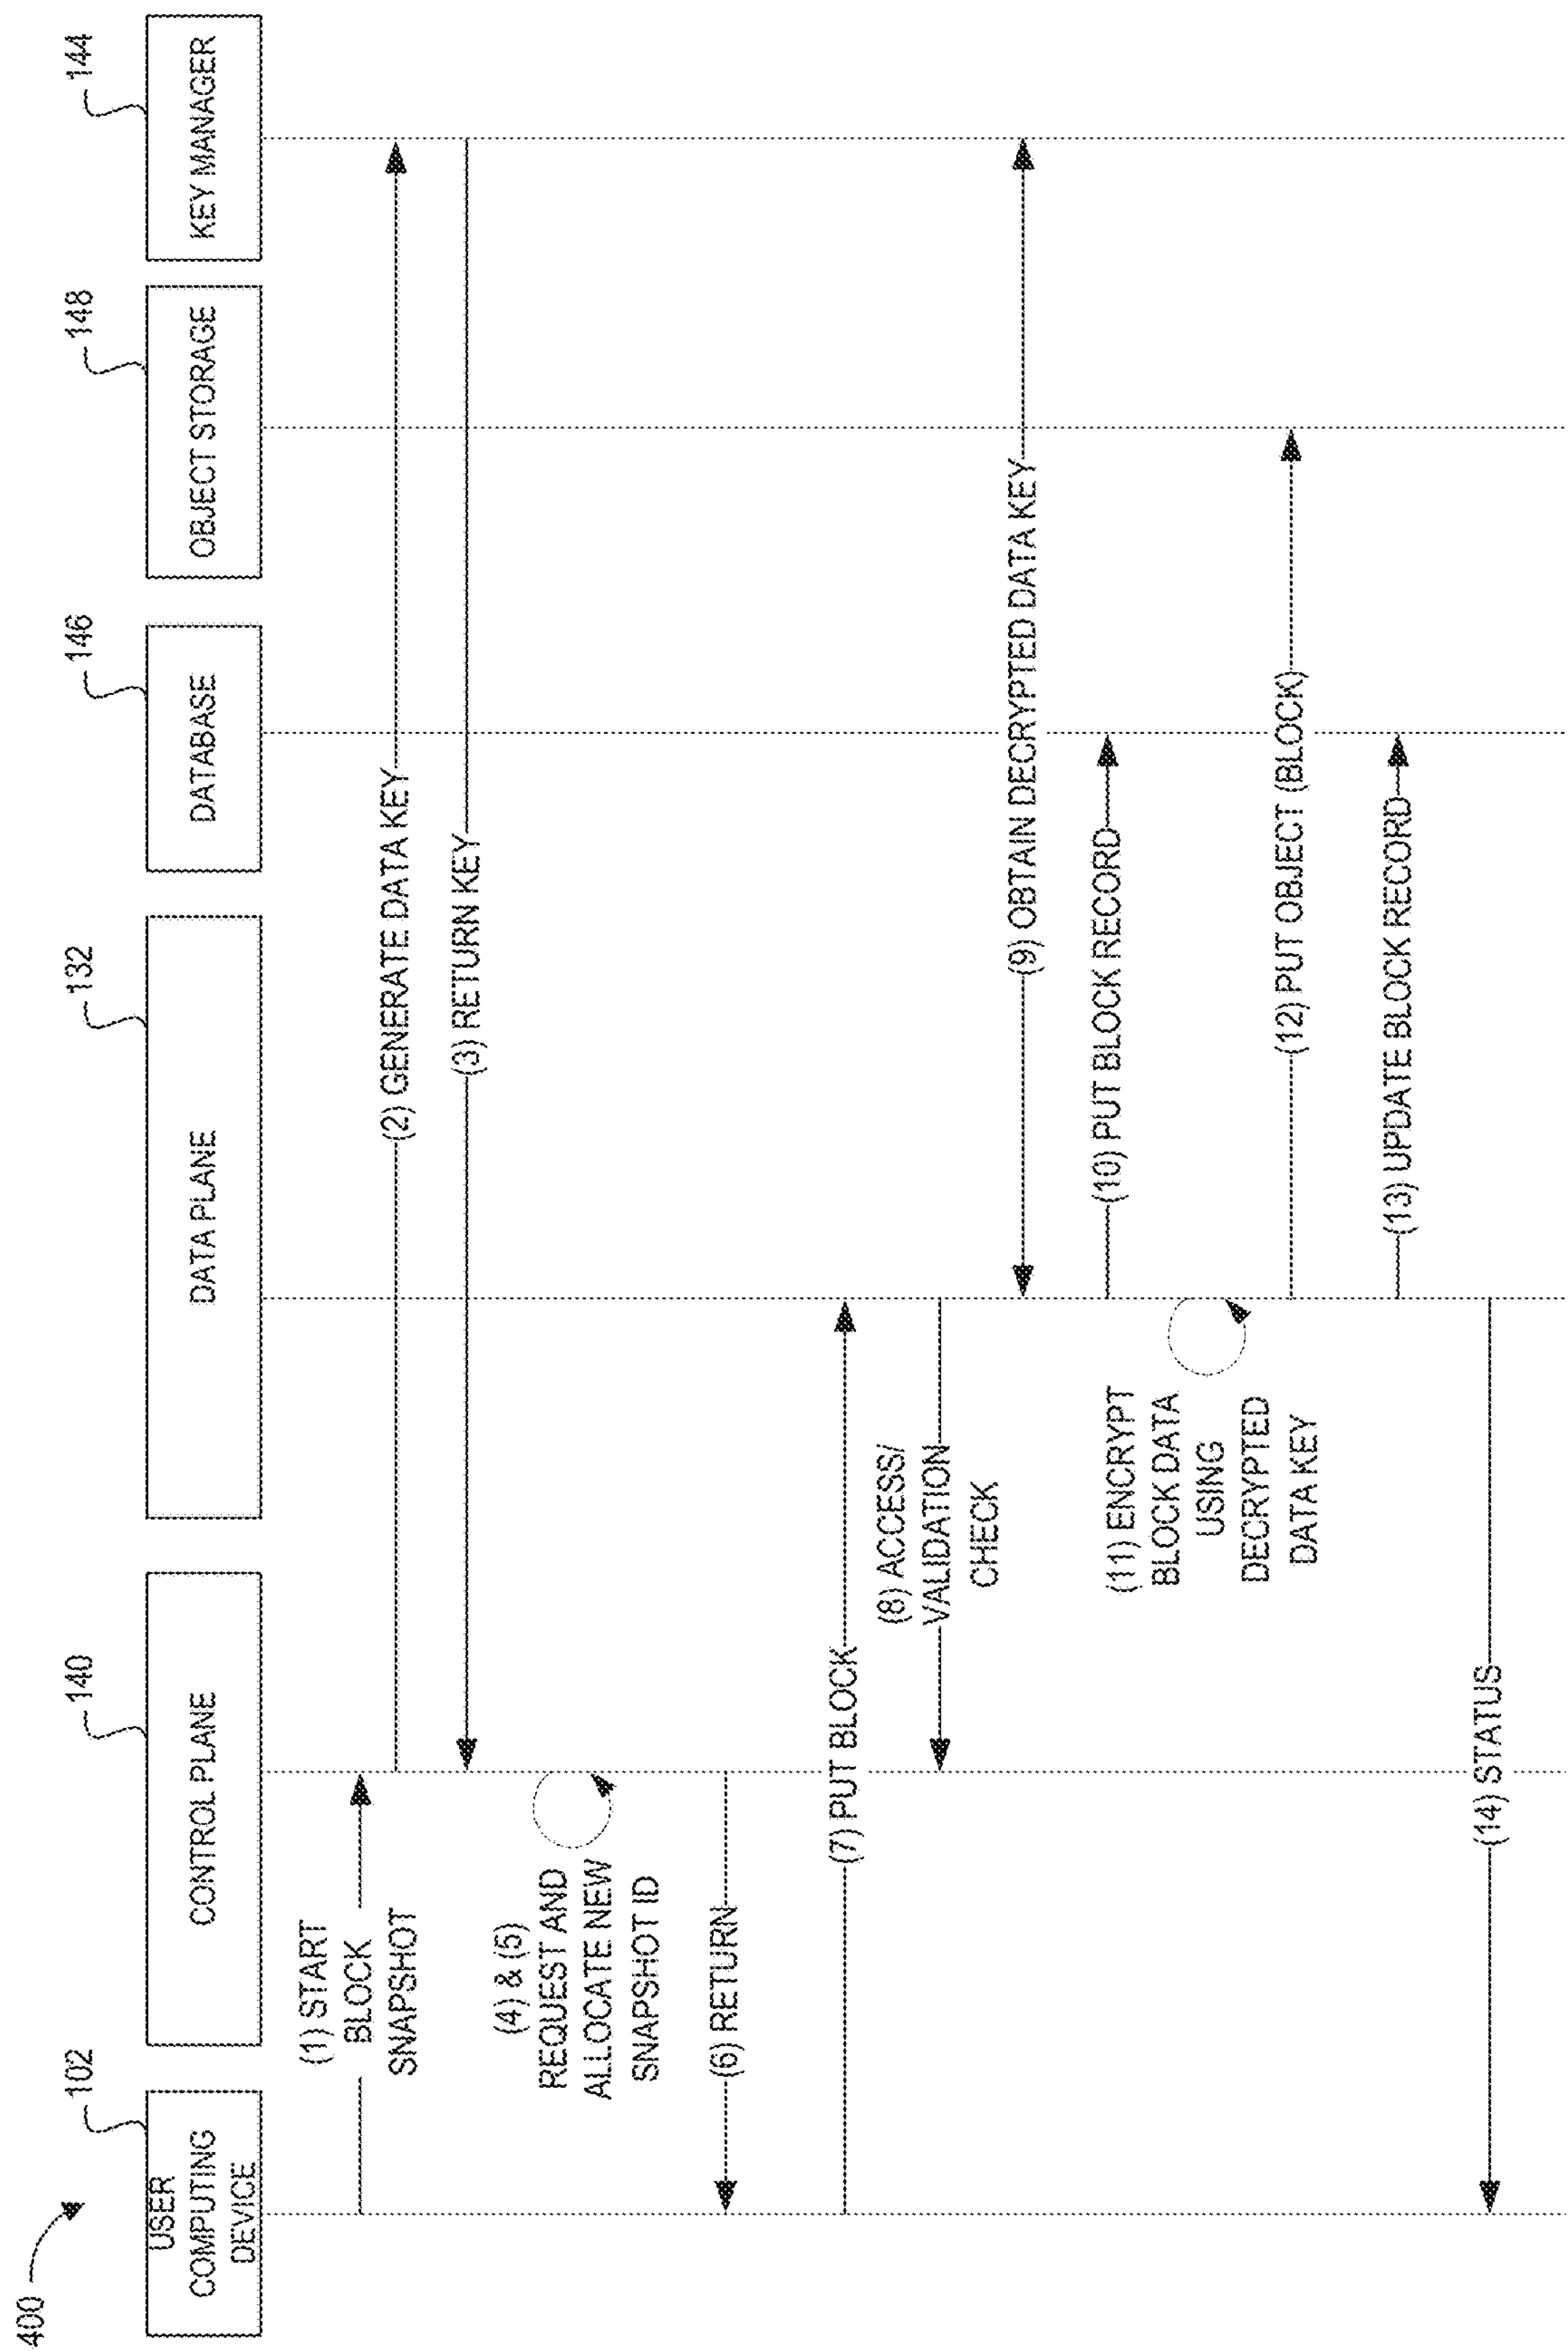 400
102
140
132
146
148
144
USER
COMPUTING
DEVICE
CONTROL PLANE
DATA PLANE
DATABASE
OBJECT STORAGE
KEY MANAGER
(1) START
BLOCK
SNAPSHOT
(2) GENERATE DATA KEY
(3) RETURN KEY
(4) & (5)
REQUEST AND
ALLOCATE NEW
SNAPSHOT ID
(6) RETURN
(7) PUT BLOCK
(8) ACCESS/
VALIDATION
CHECK
(9) OBTAIN DECRYPTED DATA KEY
(10) PUT BLOCK RECORD
(11) ENCRYPT
BLOCK DATA
USING
DECRYPTED
DATA KEY
(12) PUT OBJECT (BLOCK)
(13) UPDATE BLOCK RECORD
(14) STATUS